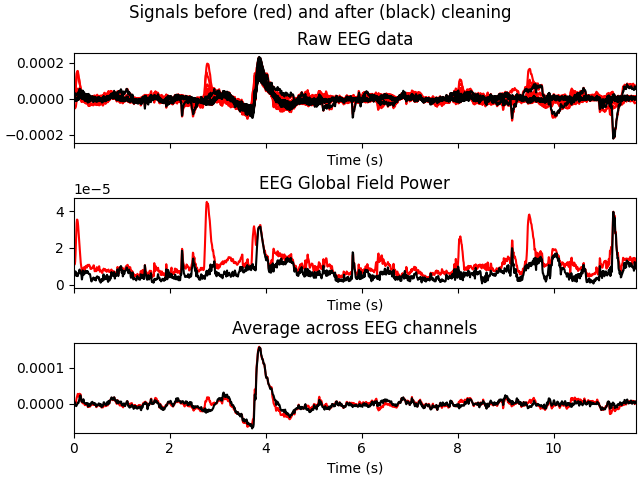 Signals before (red) and after (black) cleaning
Raw EEG data
0.0002
0.0000
−0.0002
Time (s)
EEG Global Field Power
1e−5
4
2
0
Time (s)
Average across EEG channels
0.0001
0.0000
0 2 4 6 8 10
Time (s)